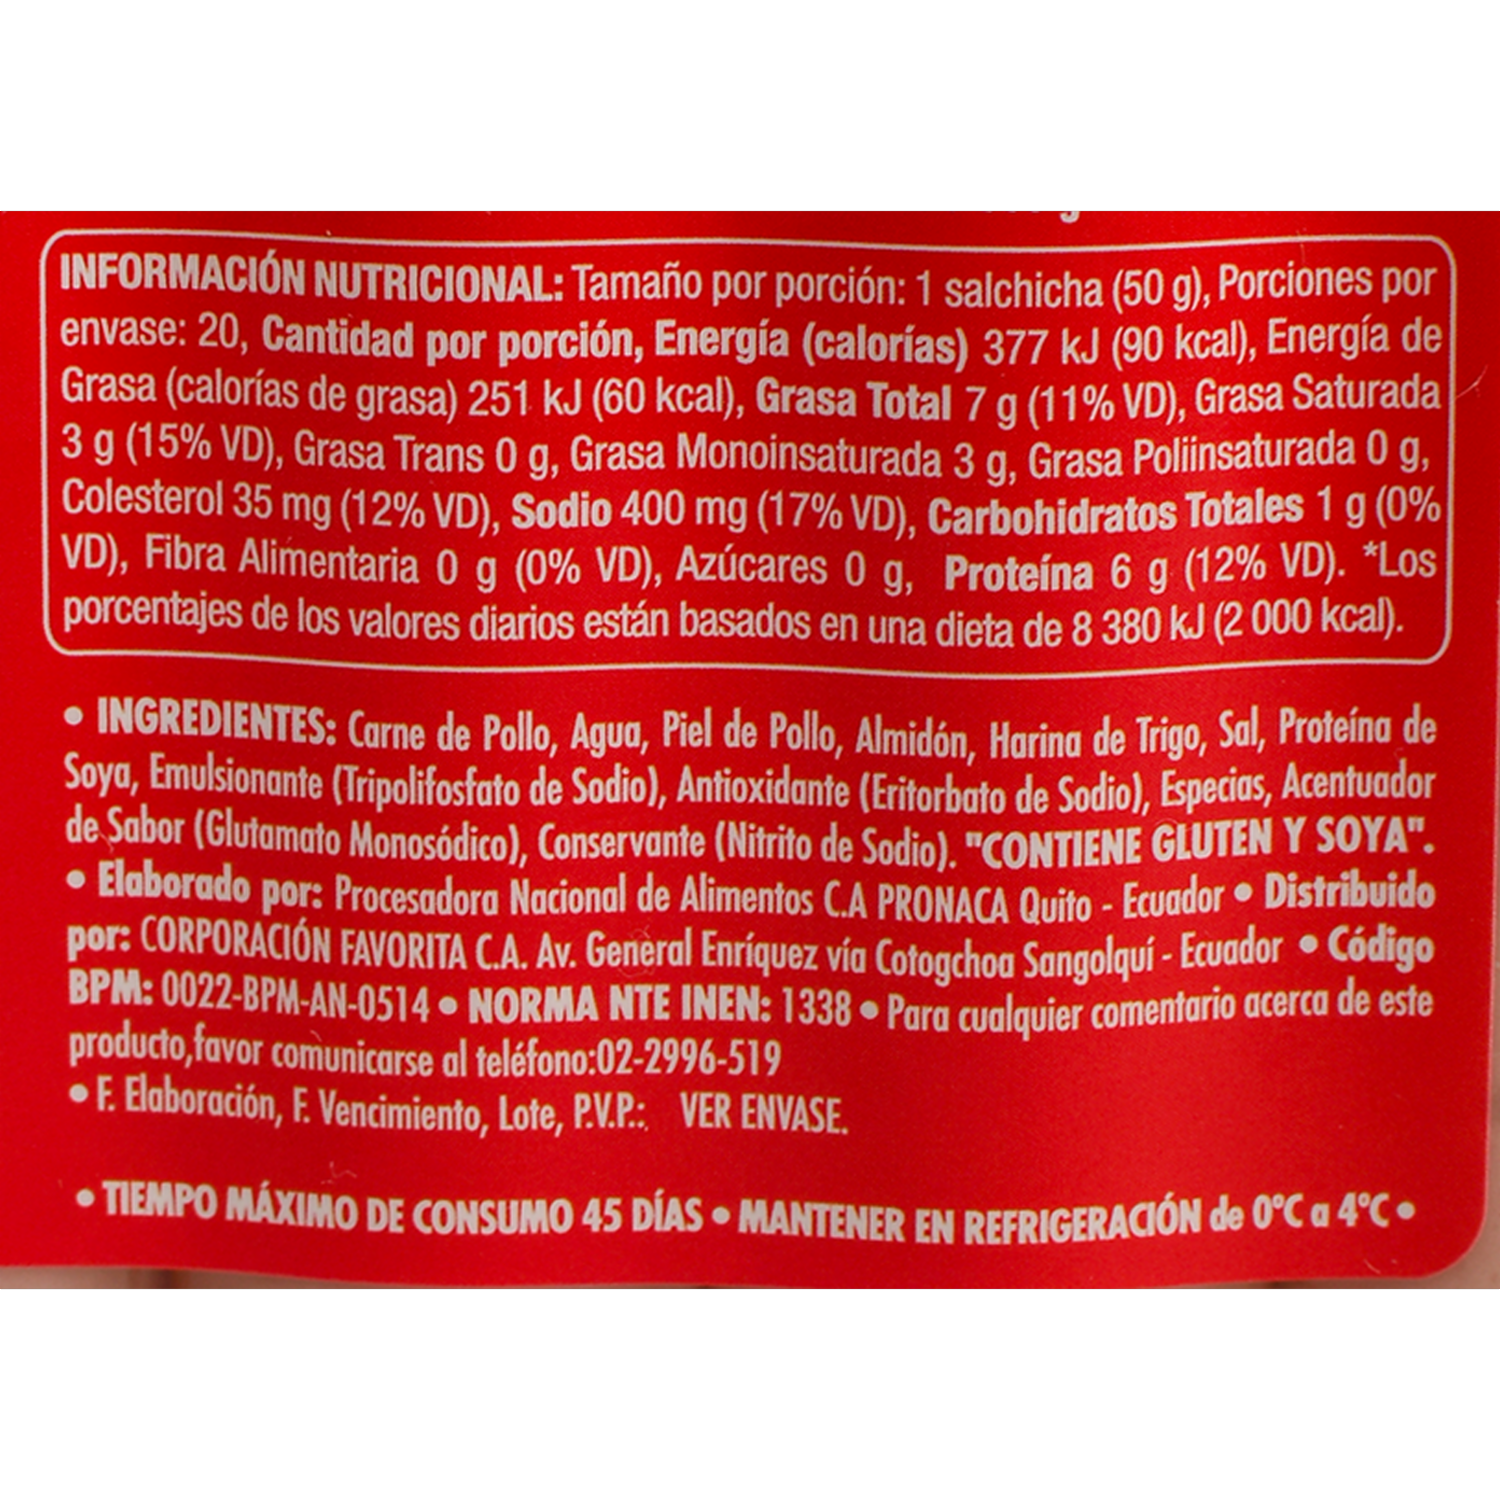 INFORMACIÓN NUTRICIONAL: Tamaño por porción: 1 salchicha (50 g), Porciones por
envase: 20, Cantidad por porción, Energía (calorías) 377 kJ (90 kcal), Energía de
Grasa (calorías de grasa) 251 kJ (60 kcal), Grasa Total 7 g (11% VD), Grasa Saturada
3 g (15% VD), Grasa Trans 0 g, Grasa Monoinsaturada 3 g, Grasa Poliinsaturada 0 g,
Colesterol 35 mg (12% VD), Sodio 400 mg (17% VD), Carbohidratos Totales 1 g (0%
VD), Fibra Alimentaria 0 g (0% VD), Azúcares 0 g, Proteína 6 g (12% VD). *Los
porcentajes de los valores diarios están basados en una dieta de 8 380 kJ (2 000 kcal).
• INGREDIENTES: Carne de Pollo, Agua, Piel de Pollo, Almidón, Harina de Trigo, Sal, Proteína de
Soya, Emulsionante (Tripolifosfato de Sodio), Antioxidante (Eritorbato de Sodio), Especias, Acentuador
de Sabor (Glutamato Monosódico), Conservante (Nitrito de Sodio). "CONTIENE GLUTEN Y SOYA".
• Elaborado por: Procesadora Nacional de Alimentos C.A PRONACA Quito - Ecuador • Distribuido
por: CORPORACIÓN FAVORITA C.A. Av. General Enríquez vía Cotogchoa Sangolquí - Ecuador • Código
BPM: 0022-BPM-AN-0514 • NORMA NTE INEN: 1338 • Para cualquier comentario acerca de este
producto,favor comunicarse al teléfono:02-2996-519
• F. Elaboración, F. Vencimiento, Lote, P.V.P.: VER ENVASE.
• TIEMPO MÁXIMO DE CONSUMO 45 DÍAS • MANTENER EN REFRIGERACIÓN de 0°C a 4°C •